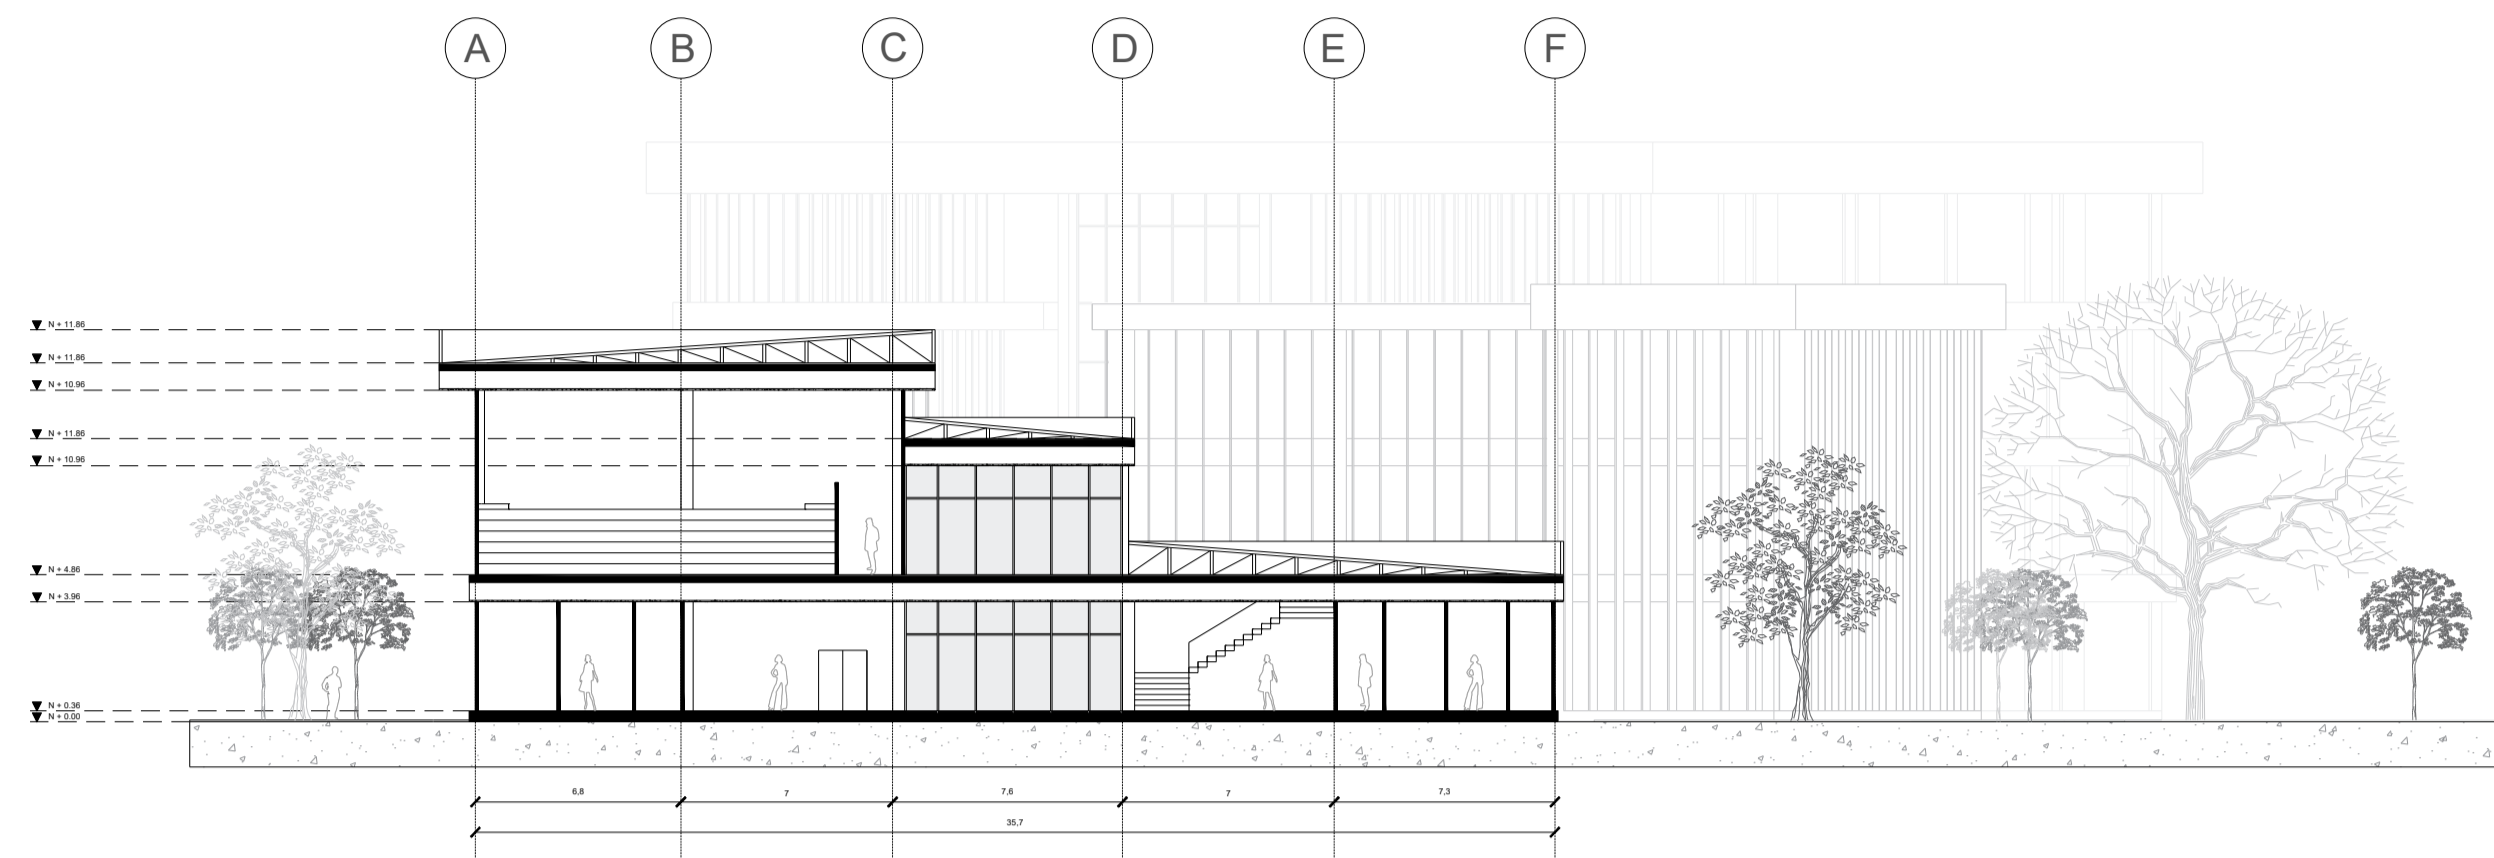 A B C D E F
N + 11.86
N + 11.86
N + 10.96
N + 11.86
N + 10.96
N + 4.86
N + 3.96
N + 0.36
N + 0.00
6,8 7 7,6 7 7,3
35,7